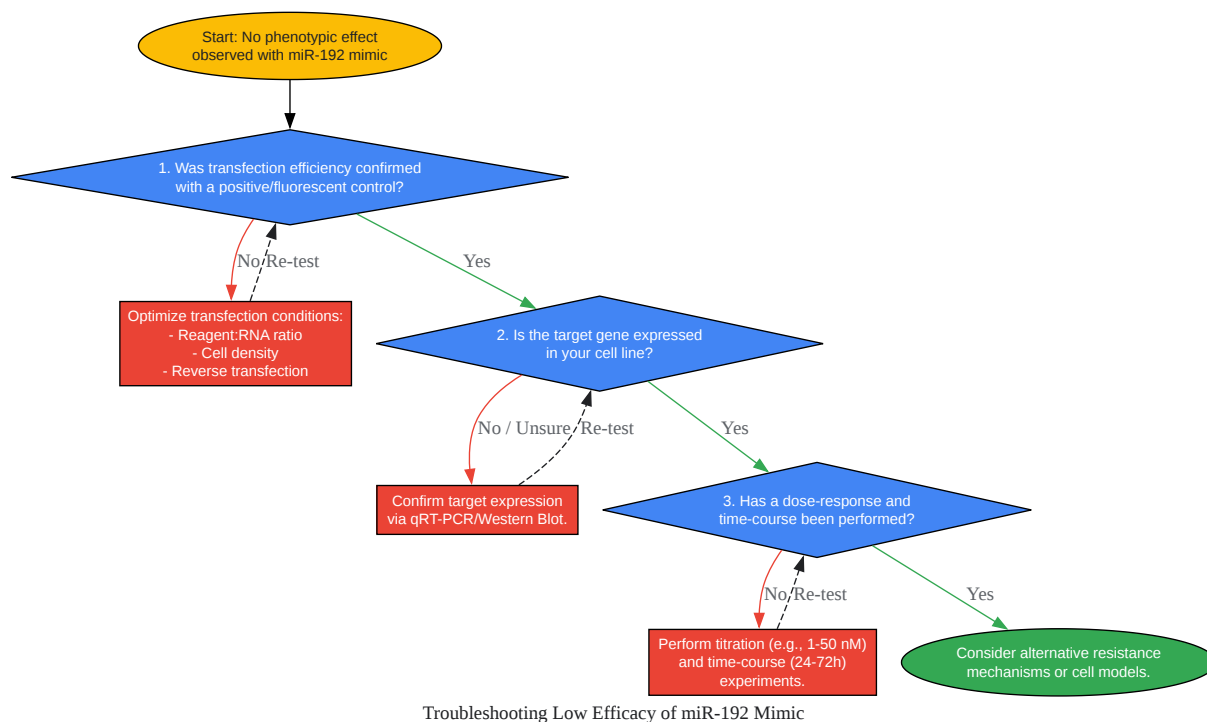 Start: No phenotypic effect
observed with miR-192 mimic
1. Was transfection efficiency confirmed
with a positive/fluorescent control?
No
Re-test
Yes
Optimize transfection conditions:
- Reagent:RNA ratio
- Cell density
- Reverse transfection
2. Is the target gene expressed
in your cell line?
No / Unsure
Re-test
Yes
Confirm target expression
via qRT-PCR/Western Blot.
3. Has a dose-response and
time-course been performed?
No
Re-test
Yes
Perform titration (e.g., 1-50 nM)
and time-course (24-72h)
experiments.
Consider alternative resistance
mechanisms or cell models.
Troubleshooting Low Efficacy of miR-192 Mimic